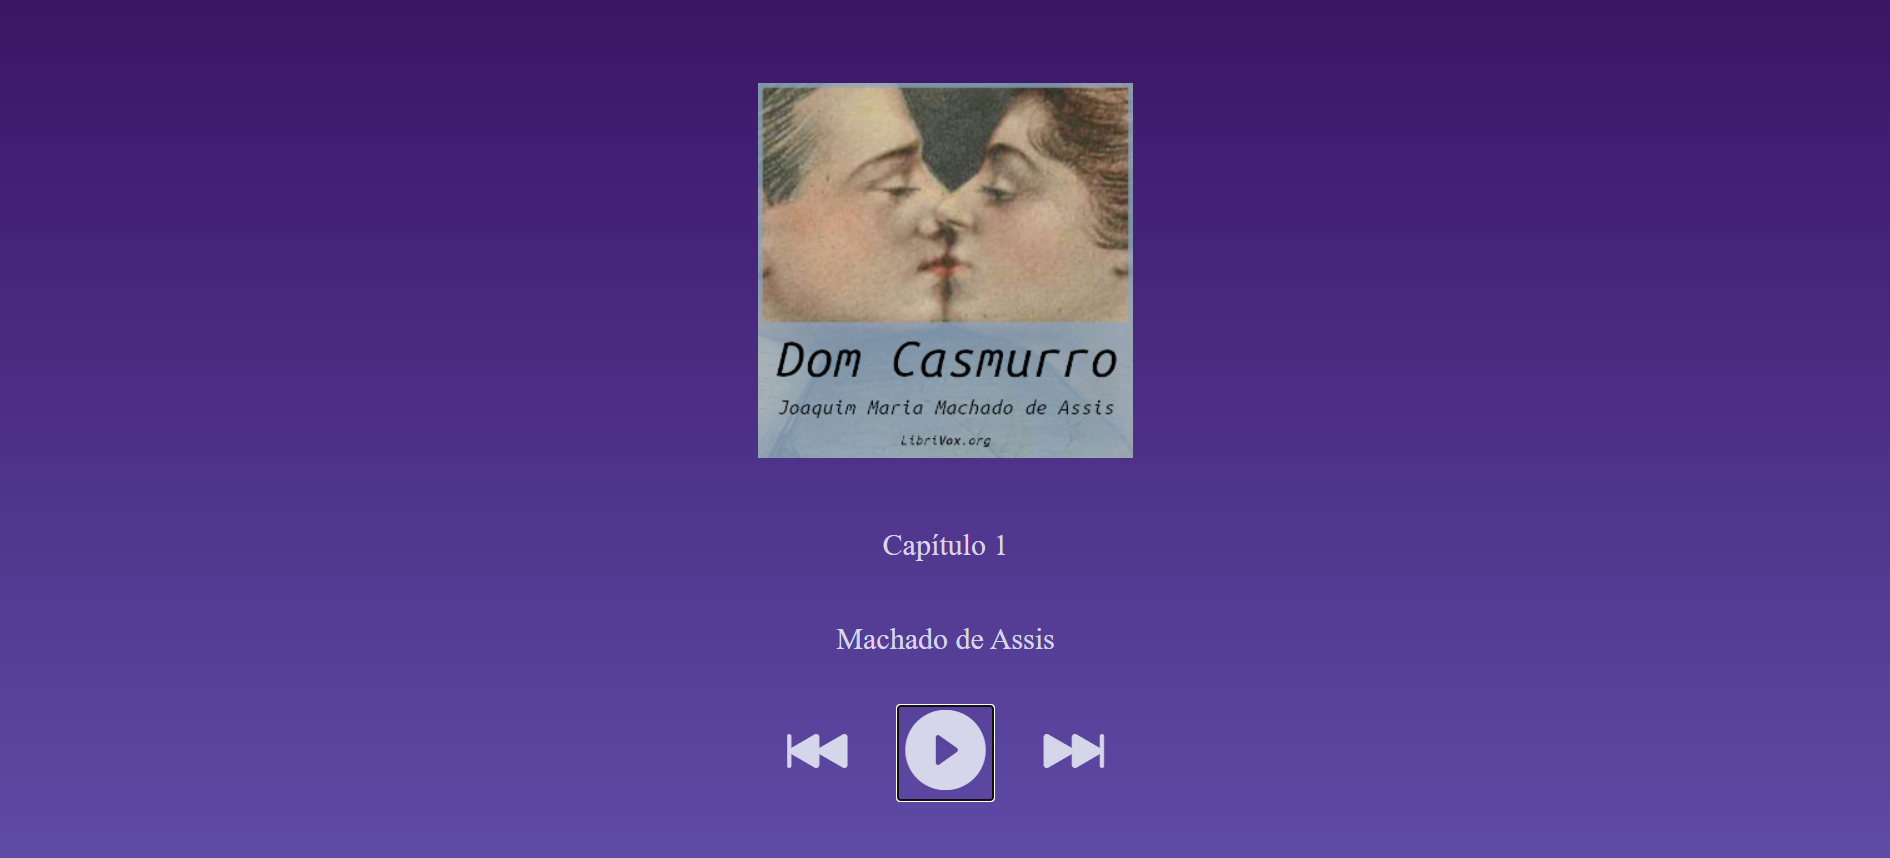 Dom Casmurro
Joaquim Maria Machado de Assis
LibriVox.org
Capítulo 1
Machado de Assis